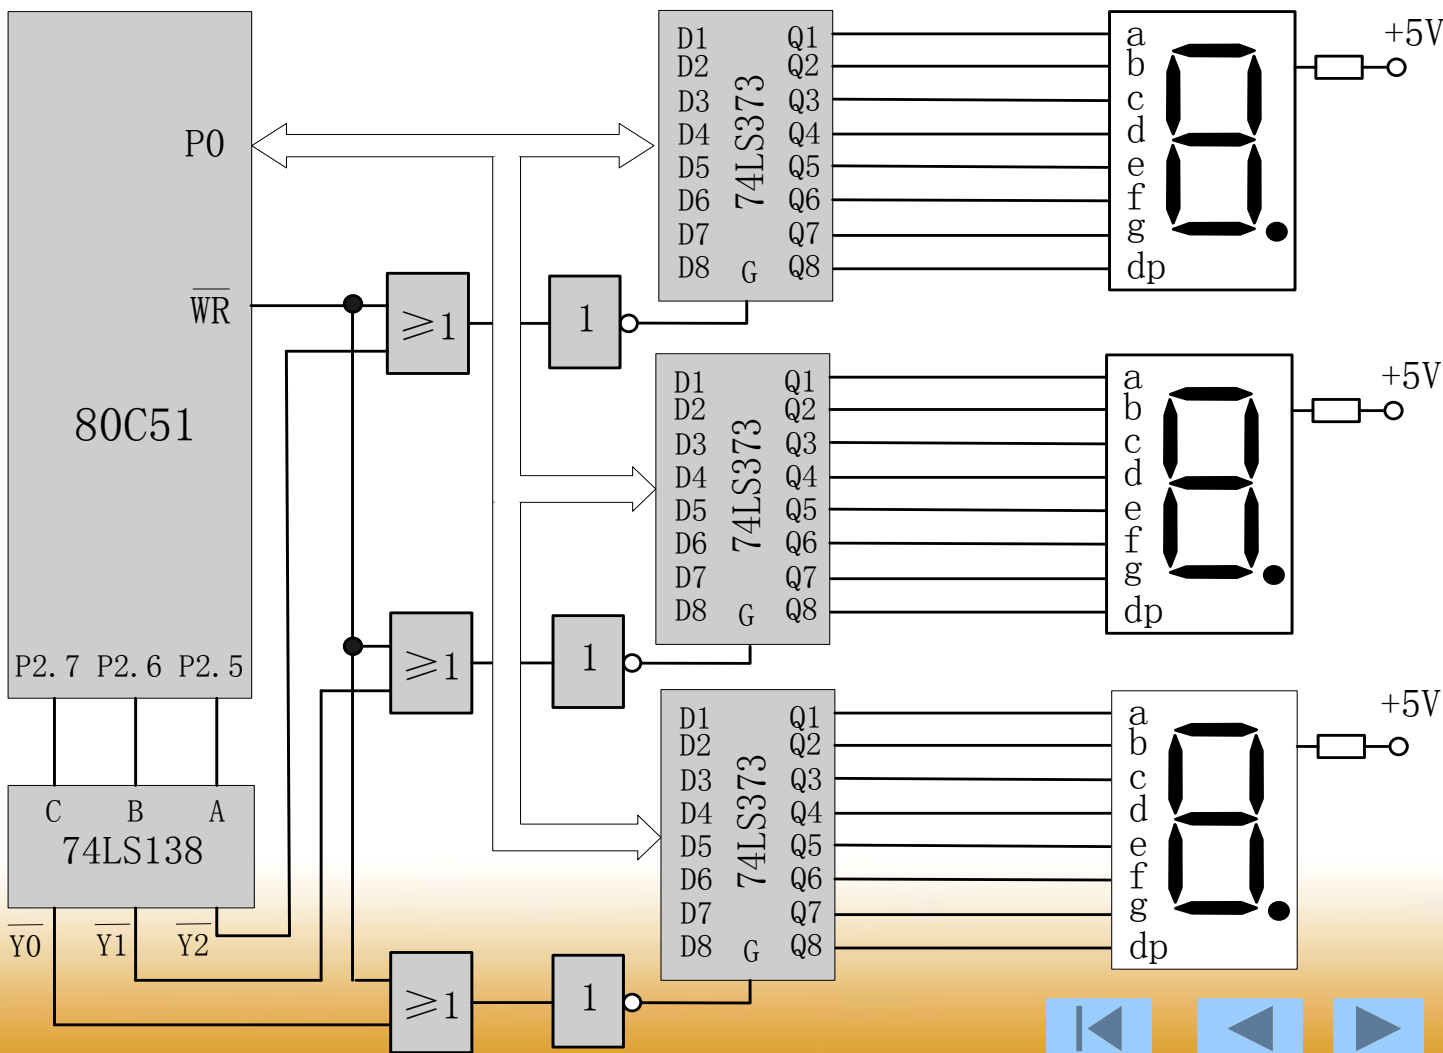 P0
WR
80C51
P2.7 P2.6 P2.5
C B A
74LS138
Y0 Y1 Y2
≥1
1
≥1
1
≥1
1
D1 Q1
D2 Q2
D3 Q3
D4 Q4
D5 Q5
D6 Q6
D7 Q7
D8 G Q8
74LS373
a
b
c
d
e
f
g
dp
+5V
D1 Q1
D2 Q2
D3 Q3
D4 Q4
D5 Q5
D6 Q6
D7 Q7
D8 G Q8
74LS373
a
b
c
d
e
f
g
dp
+5V
D1 Q1
D2 Q2
D3 Q3
D4 Q4
D5 Q5
D6 Q6
D7 Q7
D8 G Q8
74LS373
a
b
c
d
e
f
g
dp
+5V